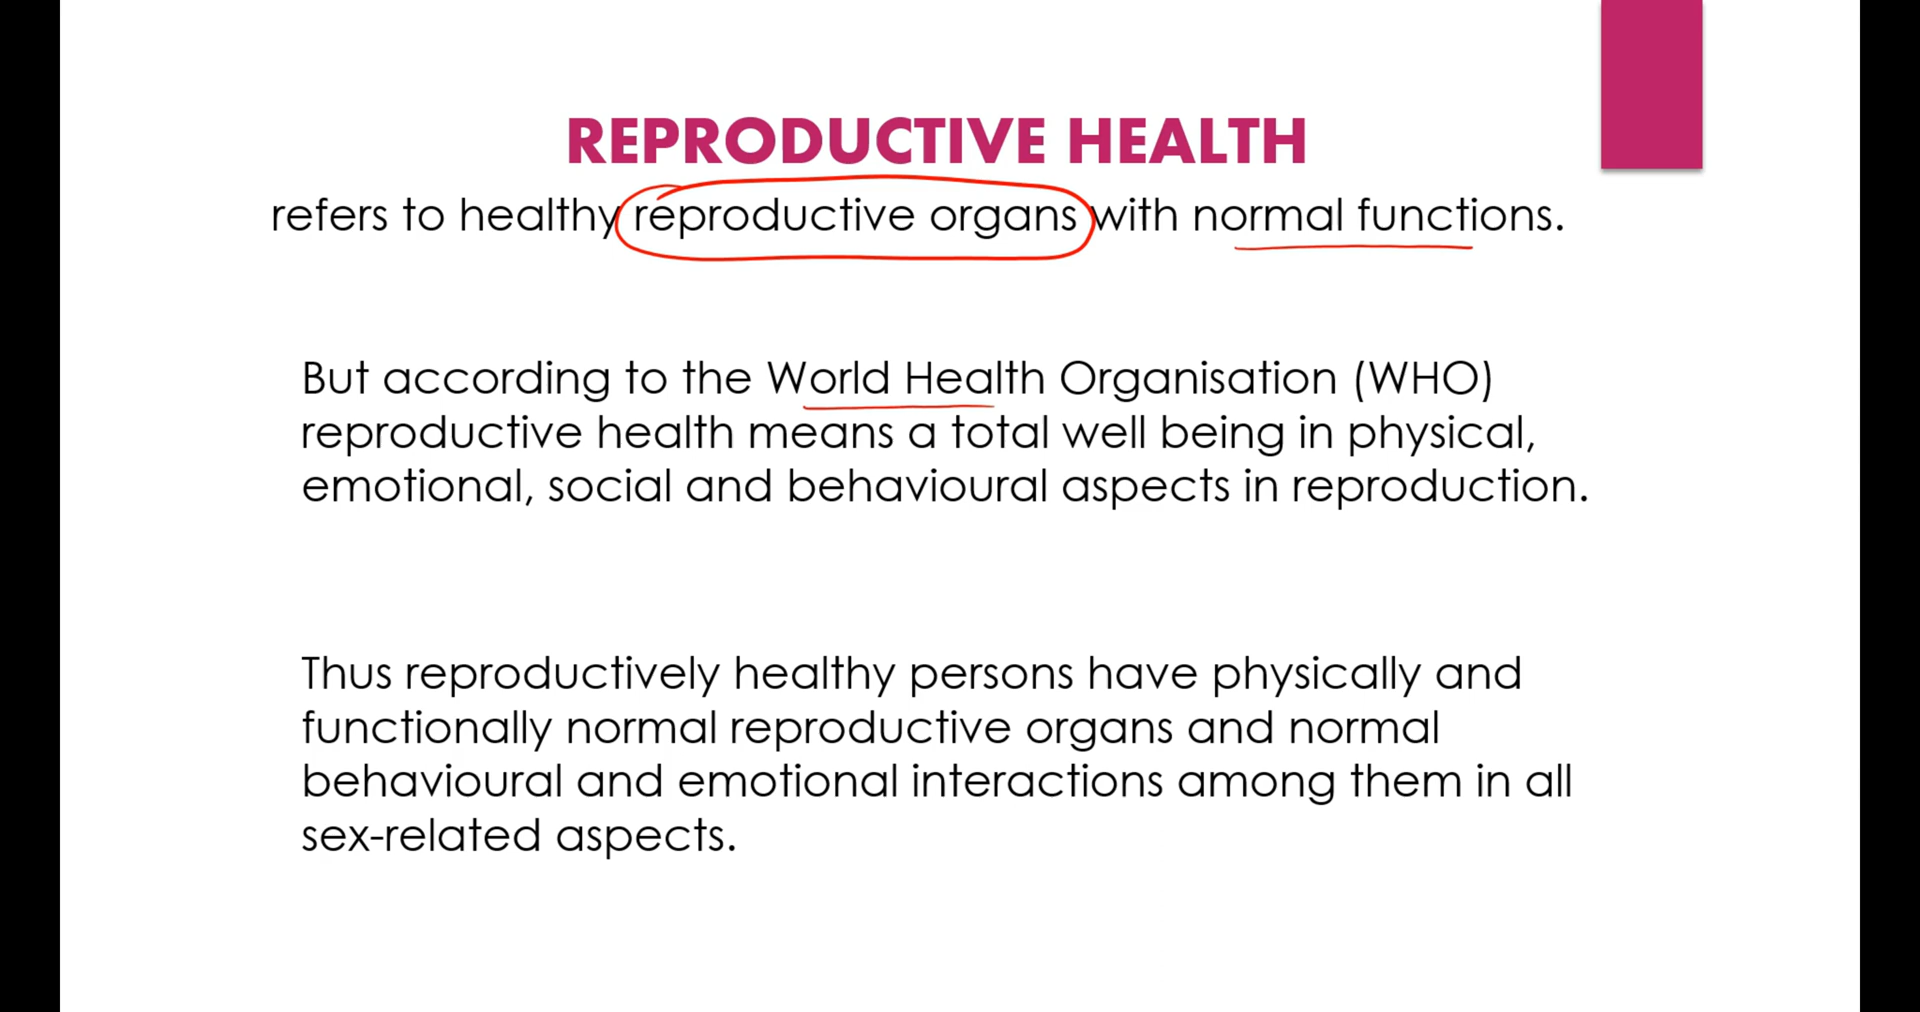 REPRODUCTIVE HEALTH
refers to healthy reproductive organs with normal functions.
But according to the World Health Organisation (WHO)
reproductive health means a total well being in physical,
emotional, social and behavioural aspects in reproduction.
Thus reproductively healthy persons have physically and
functionally normal reproductive organs and normal
behavioural and emotional interactions among them in all
sex-related aspects.